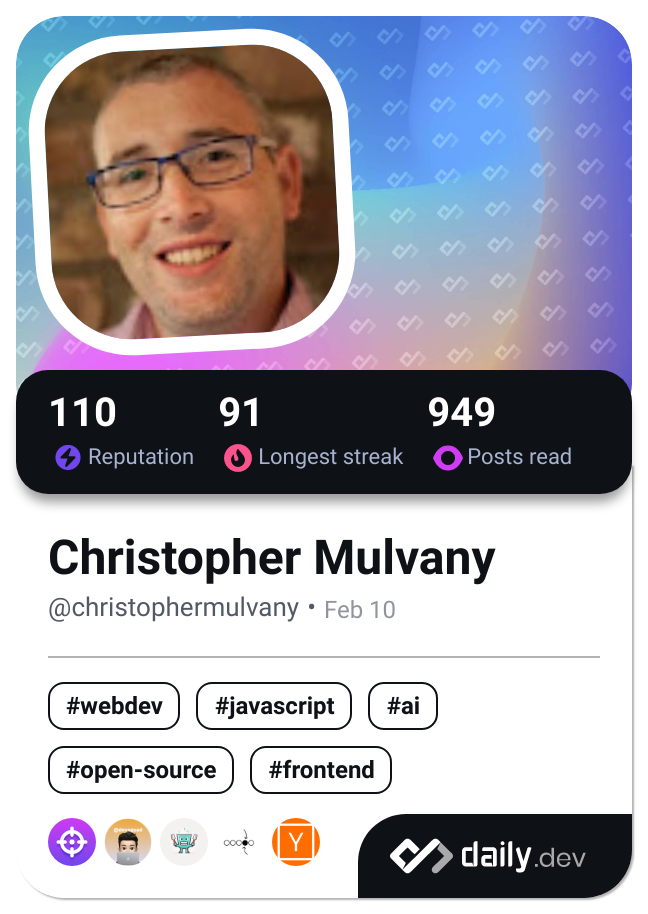 110 91 949
Reputation Longest streak Posts read
Christopher Mulvany
@christophermulvany • Feb 10
#webdev #javascript #ai
#open-source #frontend
Y
daily.dev